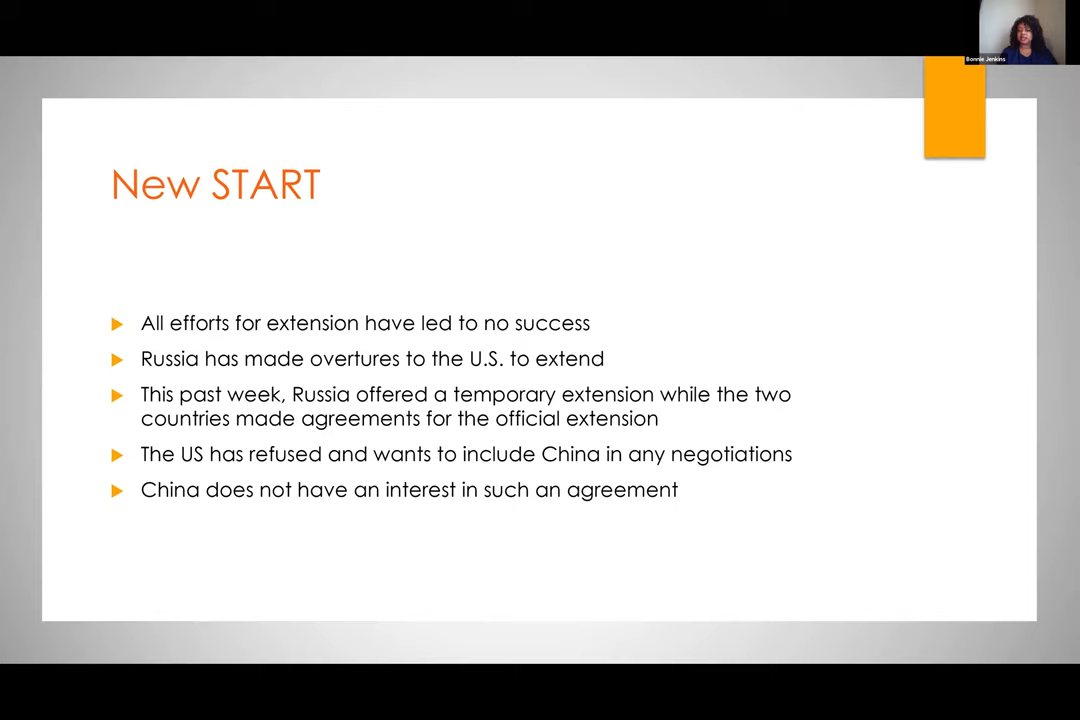 Bonnie Jenkins
New START
All efforts for extension have led to no success
Russia has made overtures to the U.S. to extend
This past week, Russia offered a temporary extension while the two
countries made agreements for the official extension
The US has refused and wants to include China in any negotiations
China does not have an interest in such an agreement